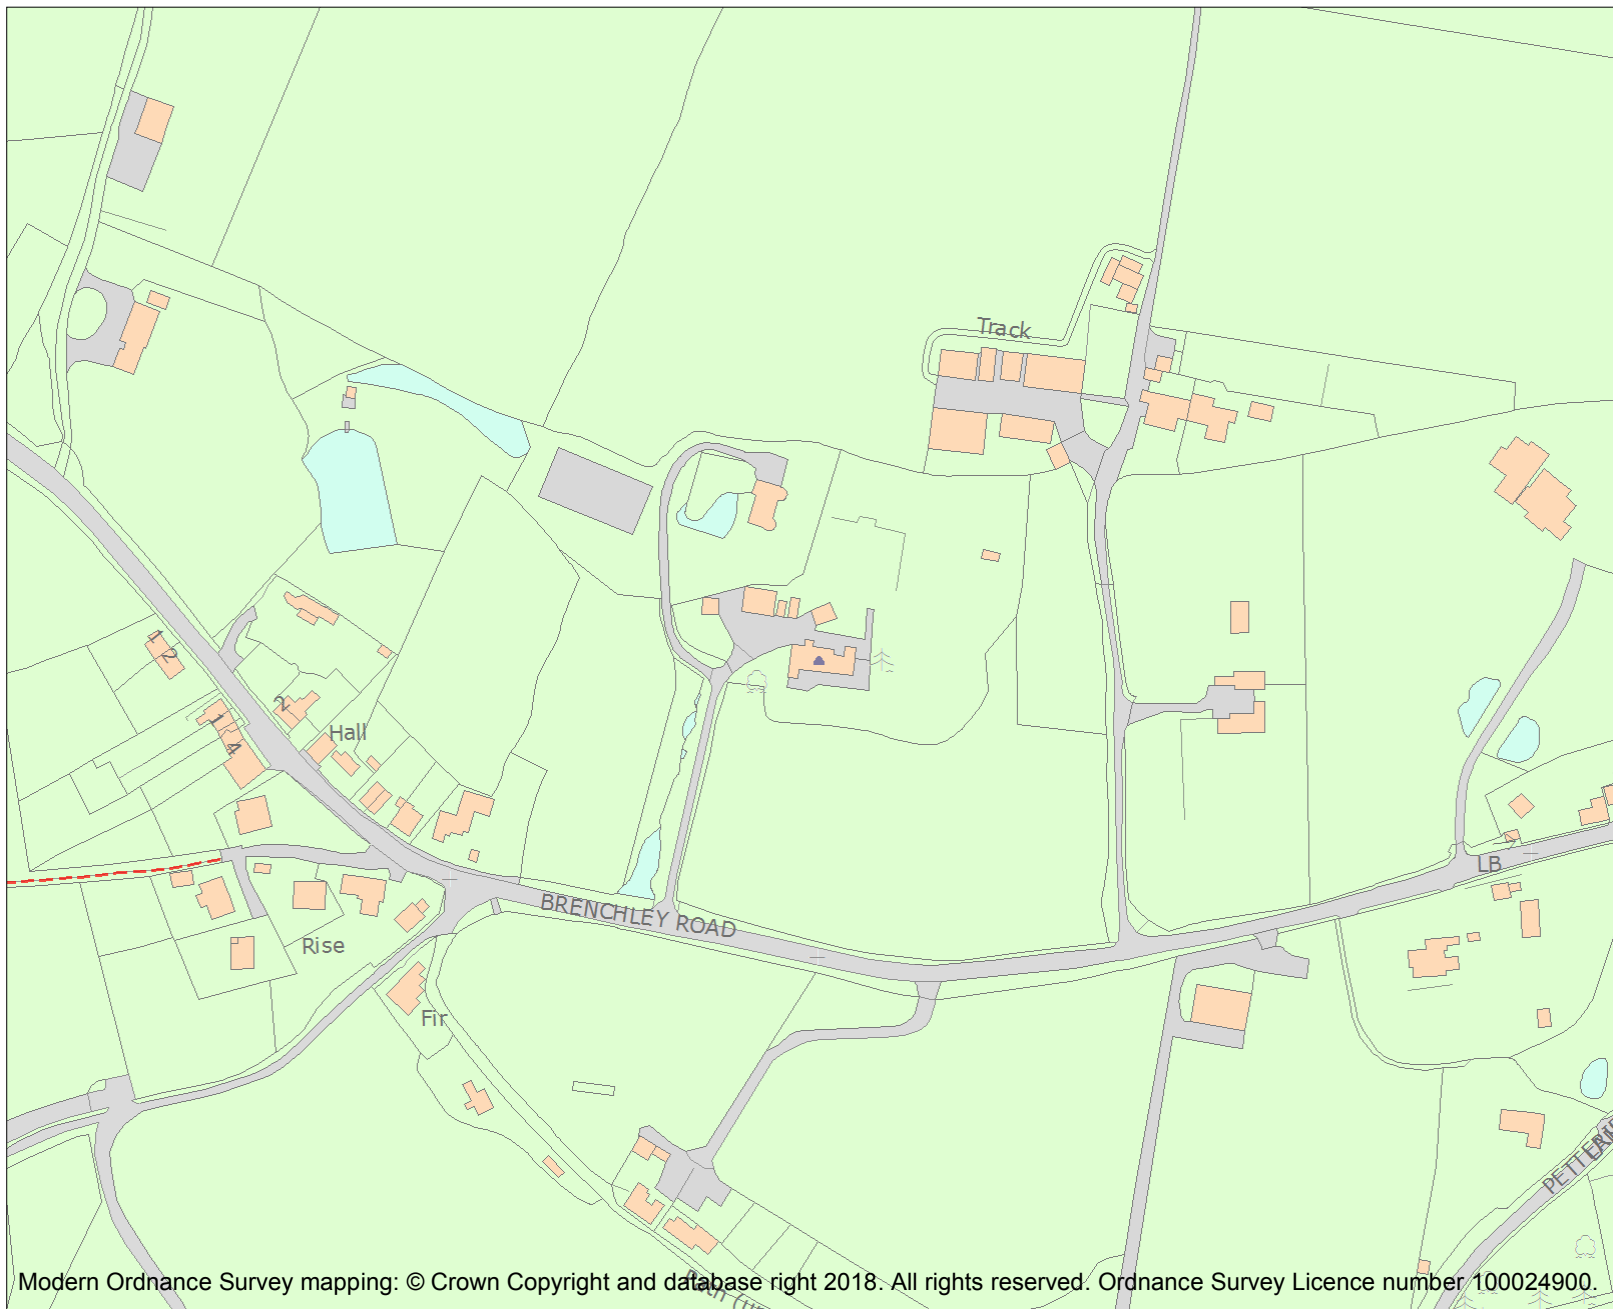 Track
1
2
2
Hall
1
4
LB
BRENCHLEY ROAD
Rise
Fir
Path
Modern Ordnance Survey mapping: © Crown Copyright and database right 2018. All rights reserved. Ordnance Survey Licence number 100024900.